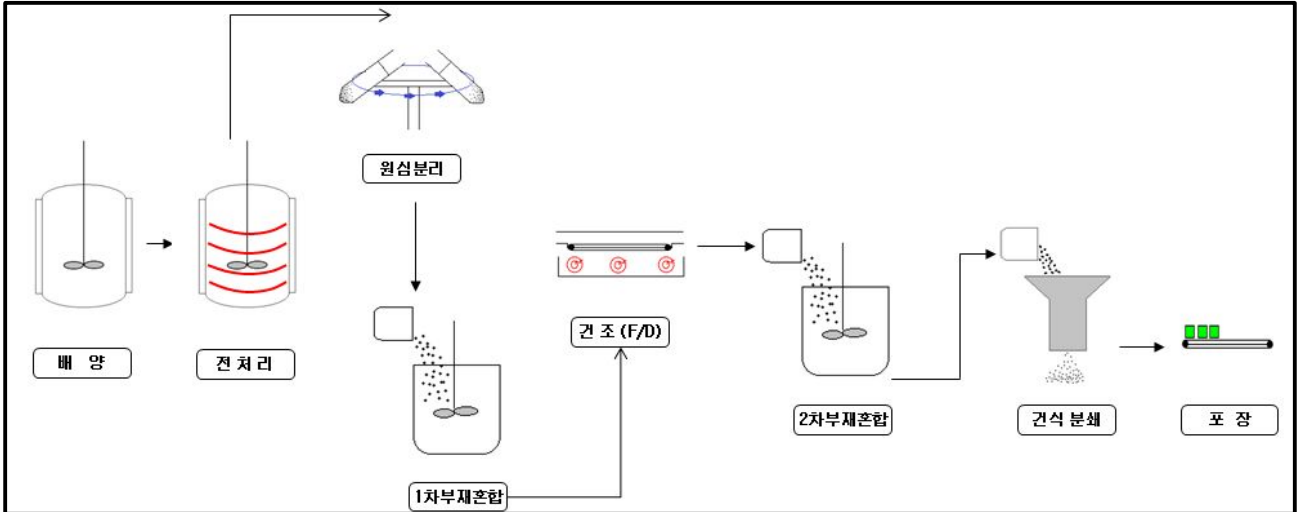 배 양
전 처 리
원심분리
1차부재혼합
건 조 (F/D)
2차부재혼합
건식 분쇄
포 장